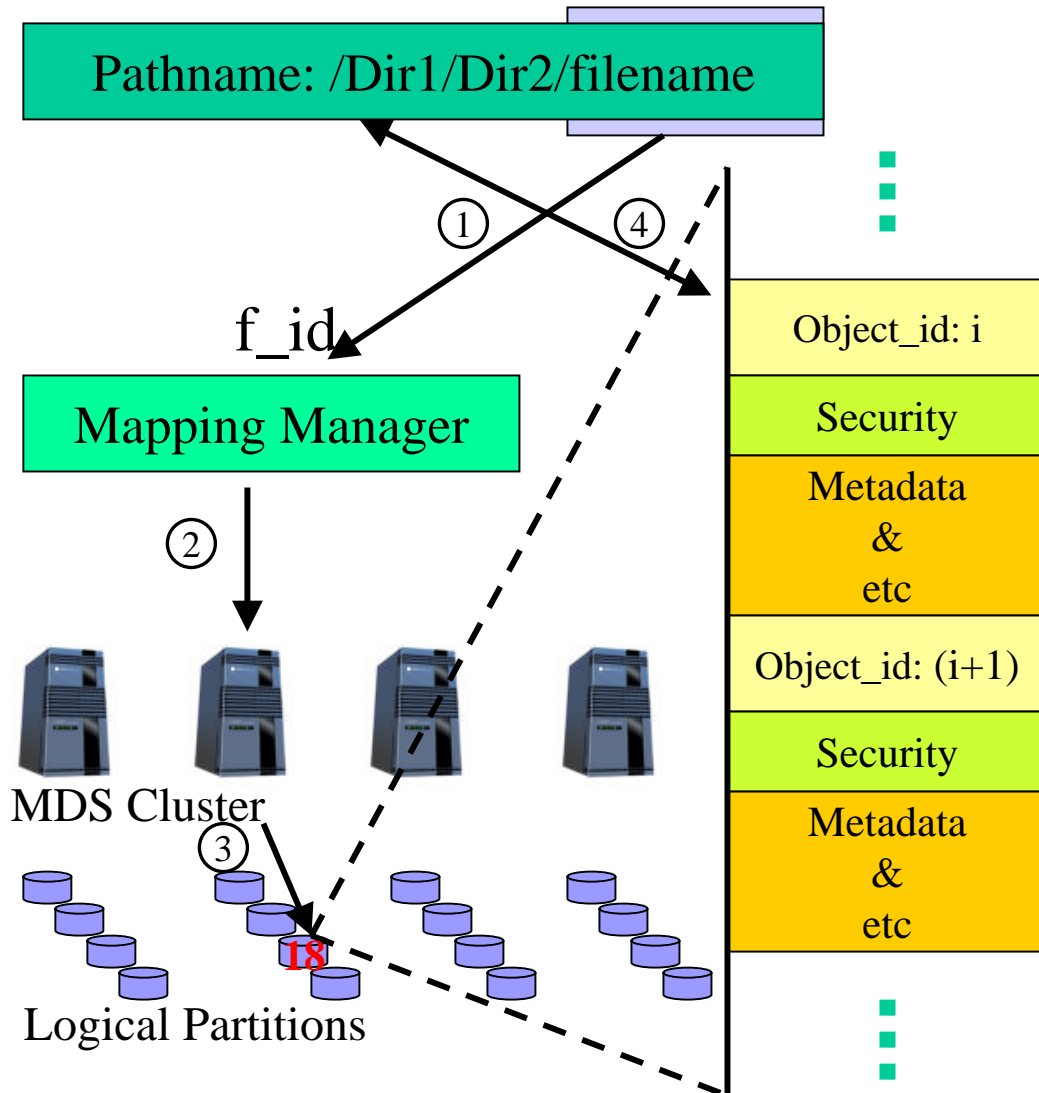 Pathname: /Dir1/Dir2/filename
1
4
f_id
Mapping Manager
2
MDS Cluster
3
18
Logical Partitions
Object_id: i
Security
Metadata
&
etc
Object_id: (i+1)
Security
Metadata
&
etc